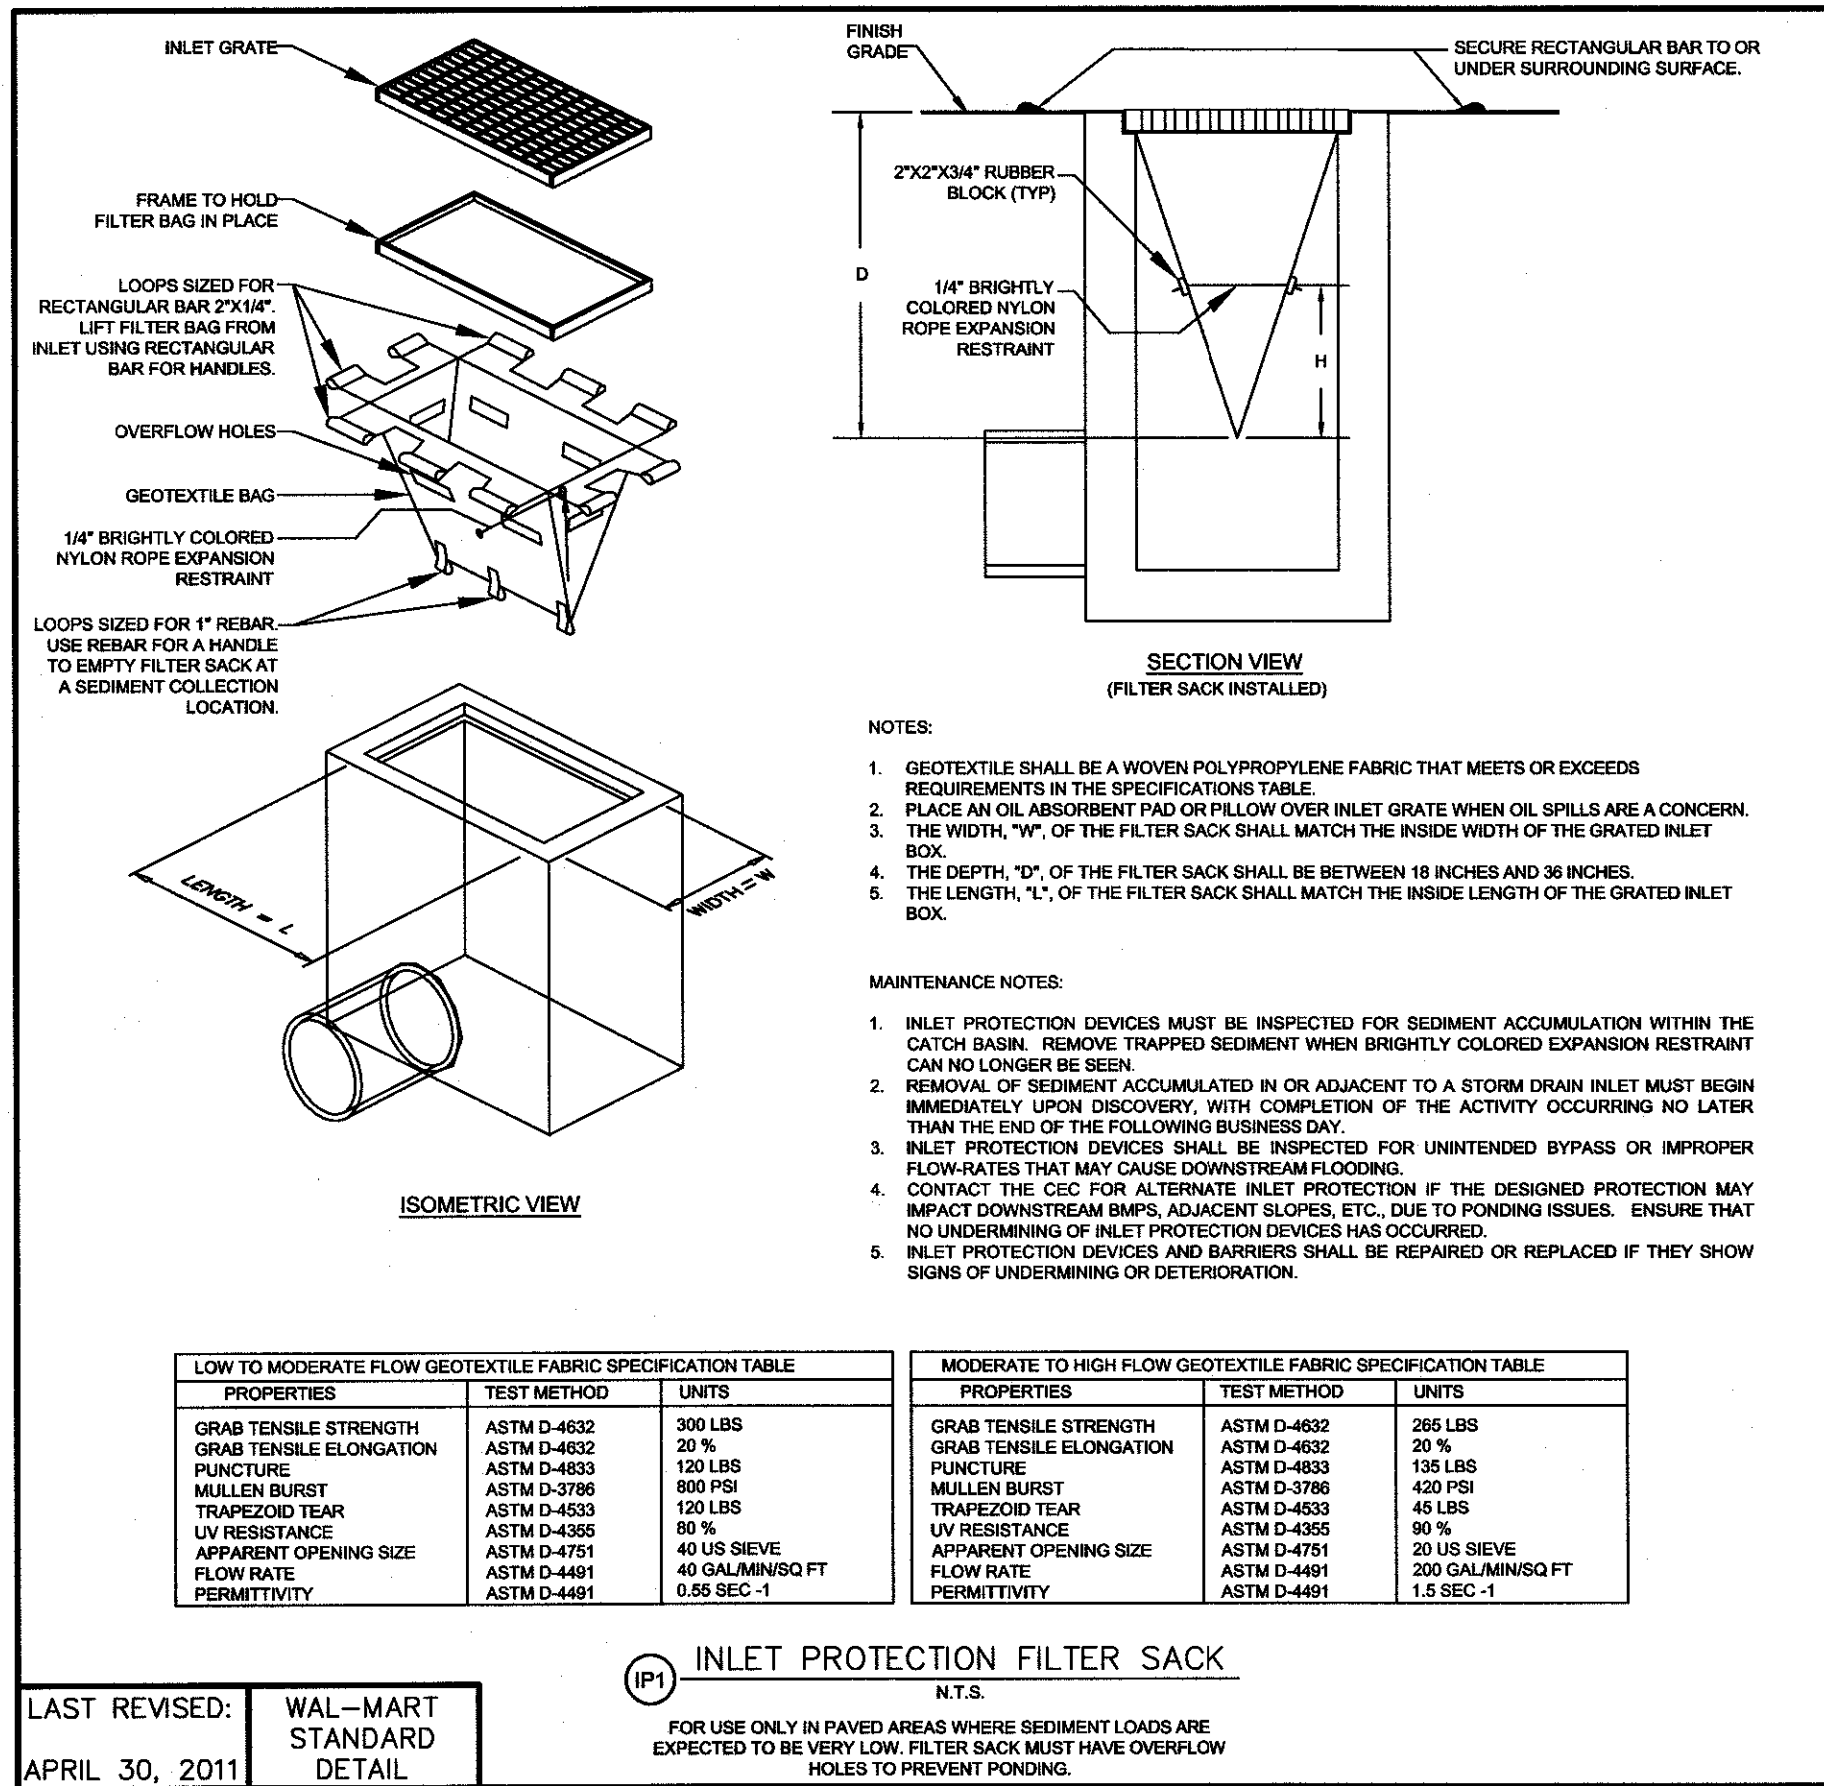 INLET GRATE
FRAME TO HOLD
FILTER BAG IN PLACE
LOOPS SIZED FOR
RECTANGULAR BAR 2"X1/4".
LIFT FILTER BAG FROM
INLET USING RECTANGULAR
BAR FOR HANDLES.
OVERFLOW HOLES
GEOTEXTILE BAG
1/4" BRIGHTLY COLORED
NYLON ROPE EXPANSION
RESTRAINT
LOOPS SIZED FOR 1" REBAR.
USE REBAR FOR A HANDLE
TO EMPTY FILTER SACK AT
A SEDIMENT COLLECTION
LOCATION.
LENGTH = L
WIDTH = W
ISOMETRIC VIEW
FINISH
GRADE
SECURE RECTANGULAR BAR TO OR
UNDER SURROUNDING SURFACE.
2"X2"X3/4" RUBBER
BLOCK (TYP)
D
1/4" BRIGHTLY
COLORED NYLON
ROPE EXPANSION
RESTRAINT
H
SECTION VIEW
(FILTER SACK INSTALLED)
NOTES:
1. GEOTEXTILE SHALL BE A WOVEN POLYPROPYLENE FABRIC THAT MEETS OR EXCEEDS
REQUIREMENTS IN THE SPECIFICATIONS TABLE.
2. PLACE AN OIL ABSORBENT PAD OR PILLOW OVER INLET GRATE WHEN OIL SPILLS ARE A CONCERN.
3. THE WIDTH, "W", OF THE FILTER SACK SHALL MATCH THE INSIDE WIDTH OF THE GRATED INLET
BOX.
4. THE DEPTH, "D", OF THE FILTER SACK SHALL BE BETWEEN 18 INCHES AND 36 INCHES.
5. THE LENGTH, "L", OF THE FILTER SACK SHALL MATCH THE INSIDE LENGTH OF THE GRATED INLET
BOX.
MAINTENANCE NOTES:
1. INLET PROTECTION DEVICES MUST BE INSPECTED FOR SEDIMENT ACCUMULATION WITHIN THE
CATCH BASIN. REMOVE TRAPPED SEDIMENT WHEN BRIGHTLY COLORED EXPANSION RESTRAINT
CAN NO LONGER BE SEEN.
2. REMOVAL OF SEDIMENT ACCUMULATED IN OR ADJACENT TO A STORM DRAIN INLET MUST BEGIN
IMMEDIATELY UPON DISCOVERY, WITH COMPLETION OF THE ACTIVITY OCCURRING NO LATER
THAN THE END OF THE FOLLOWING BUSINESS DAY.
3. INLET PROTECTION DEVICES SHALL BE INSPECTED FOR UNINTENDED BYPASS OR IMPROPER
FLOW-RATES THAT MAY CAUSE DOWNSTREAM FLOODING.
4. CONTACT THE CEC FOR ALTERNATE INLET PROTECTION IF THE DESIGNED PROTECTION MAY
IMPACT DOWNSTREAM BMPS, ADJACENT SLOPES, ETC., DUE TO PONDING ISSUES. ENSURE THAT
NO UNDERMINING OF INLET PROTECTION DEVICES HAS OCCURRED.
5. INLET PROTECTION DEVICES AND BARRIERS SHALL BE REPAIRED OR REPLACED IF THEY SHOW
SIGNS OF UNDERMINING OR DETERIORATION.
LOW TO MODERATE FLOW GEOTEXTILE FABRIC SPECIFICATION TABLE
PROPERTIES TEST METHOD UNITS
GRAB TENSILE STRENGTH ASTM D-4632 300 LBS
GRAB TENSILE ELONGATION ASTM D-4632 20 %
PUNCTURE ASTM D-4833 120 LBS
MULLEN BURST ASTM D-3786 800 PSI
TRAPEZOID TEAR ASTM D-4533 120 LBS
UV RESISTANCE ASTM D-4355 80 %
APPARENT OPENING SIZE ASTM D-4751 40 US SIEVE
FLOW RATE ASTM D-4491 40 GAL/MIN/SQ FT
PERMITTIVITY ASTM D-4491 0.55 SEC -1
MODERATE TO HIGH FLOW GEOTEXTILE FABRIC SPECIFICATION TABLE
PROPERTIES TEST METHOD UNITS
GRAB TENSILE STRENGTH ASTM D-4632 265 LBS
GRAB TENSILE ELONGATION ASTM D-4632 20 %
PUNCTURE ASTM D-4833 135 LBS
MULLEN BURST ASTM D-3786 420 PSI
TRAPEZOID TEAR ASTM D-4533 45 LBS
UV RESISTANCE ASTM D-4355 90 %
APPARENT OPENING SIZE ASTM D-4751 20 US SIEVE
FLOW RATE ASTM D-4491 200 GAL/MIN/SQ FT
PERMITTIVITY ASTM D-4491 1.5 SEC -1
IP1 INLET PROTECTION FILTER SACK
N.T.S.
FOR USE ONLY IN PAVED AREAS WHERE SEDIMENT LOADS ARE
EXPECTED TO BE VERY LOW. FILTER SACK MUST HAVE OVERFLOW
HOLES TO PREVENT PONDING.
LAST REVISED:
APRIL 30, 2011
WAL-MART
STANDARD
DETAIL